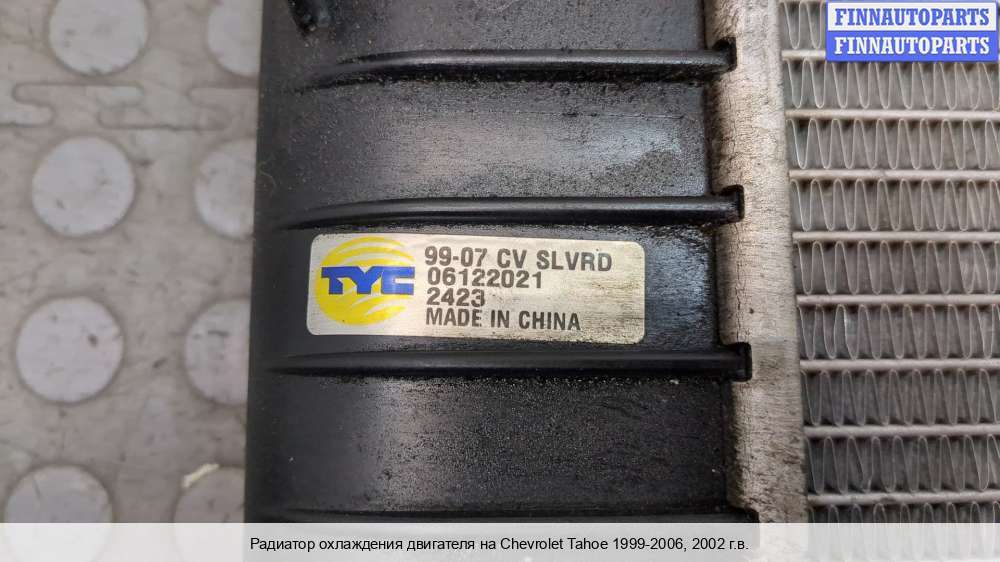 FINNAUTOPARTS
FINNAUTOPARTS
TYC
99-07 CV SLVRD
06122021
2423
MADE IN CHINA
Радиатор охлаждения двигателя на Chevrolet Tahoe 1999-2006, 2002 г.в.